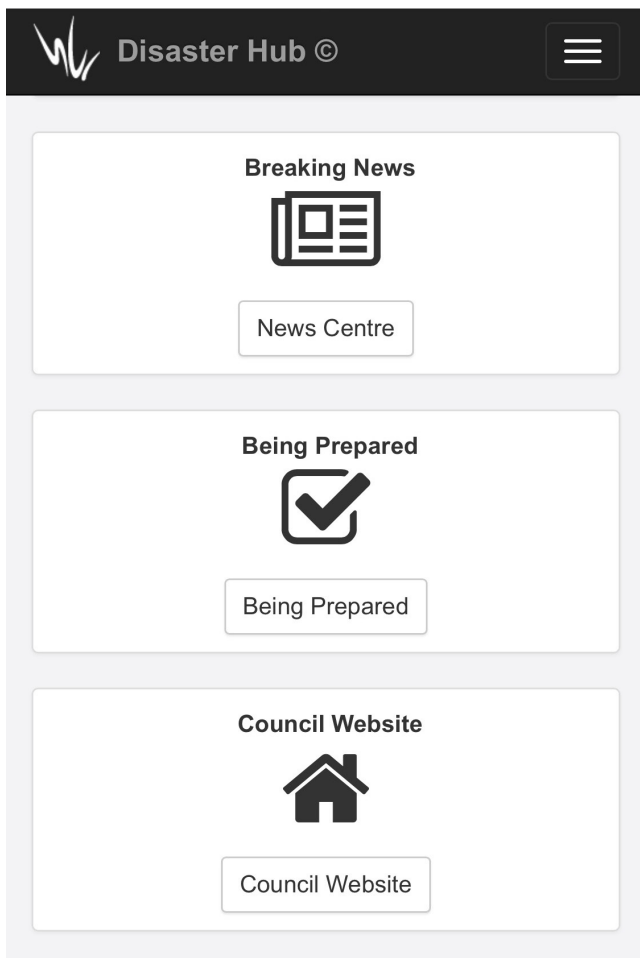 Disaster Hub ©
Breaking News
News Centre
Being Prepared
Being Prepared
Council Website
Council Website